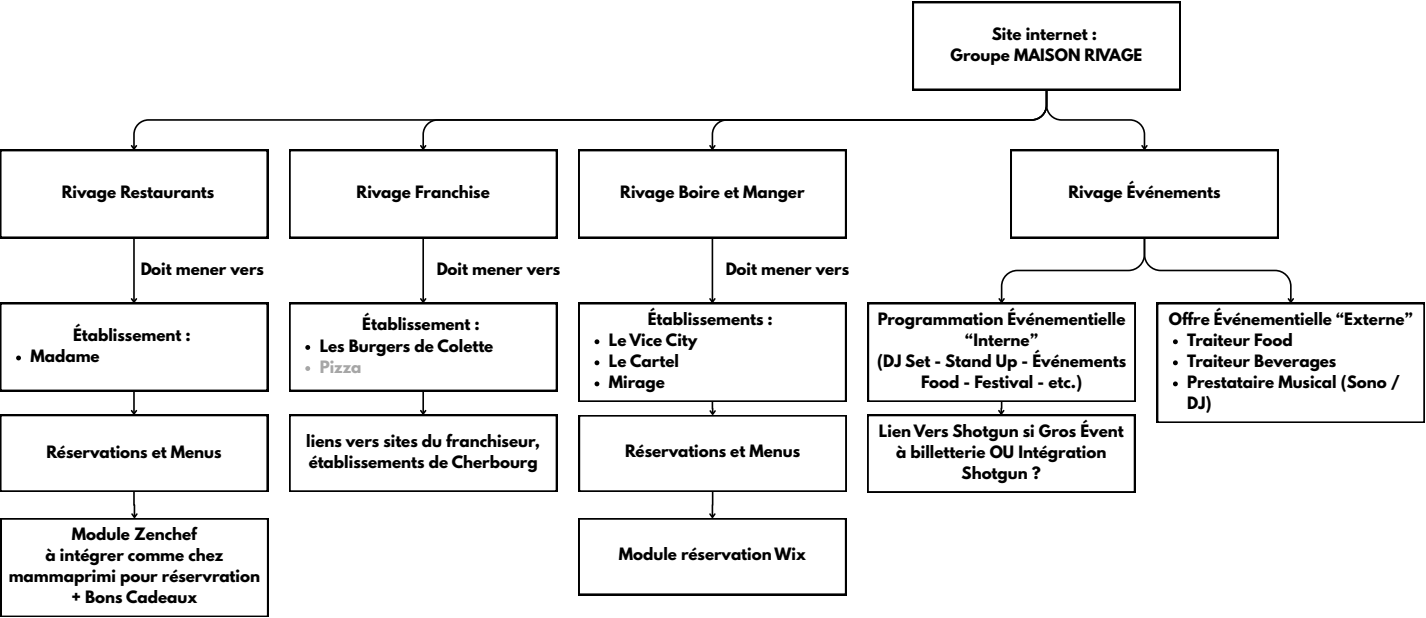 Site internet :
Groupe MAISON RIVAGE
Rivage Restaurants
Rivage Franchise
Rivage Boire et Manger
Rivage Événements
Doit mener vers
Doit mener vers
Doit mener vers
Établissement :
• Madame
Établissement :
• Les Burgers de Colette
• Pizza
Établissements :
• Le Vice City
• Le Cartel
• Mirage
Programmation Événementielle
“Interne”
(DJ Set - Stand Up - Événements
Food - Festival - etc.)
Offre Événementielle “Externe”
• Traiteur Food
• Traiteur Beverages
• Prestataire Musical (Sono /
DJ)
Réservations et Menus
liens vers sites du franchiseur,
établissements de Cherbourg
Réservations et Menus
Lien Vers Shotgun si Gros Évent
à billetterie OU Intégration
Shotgun ?
Module Zenchef
à intégrer comme chez
mammaprimi pour réservration
+ Bons Cadeaux
Module réservation Wix